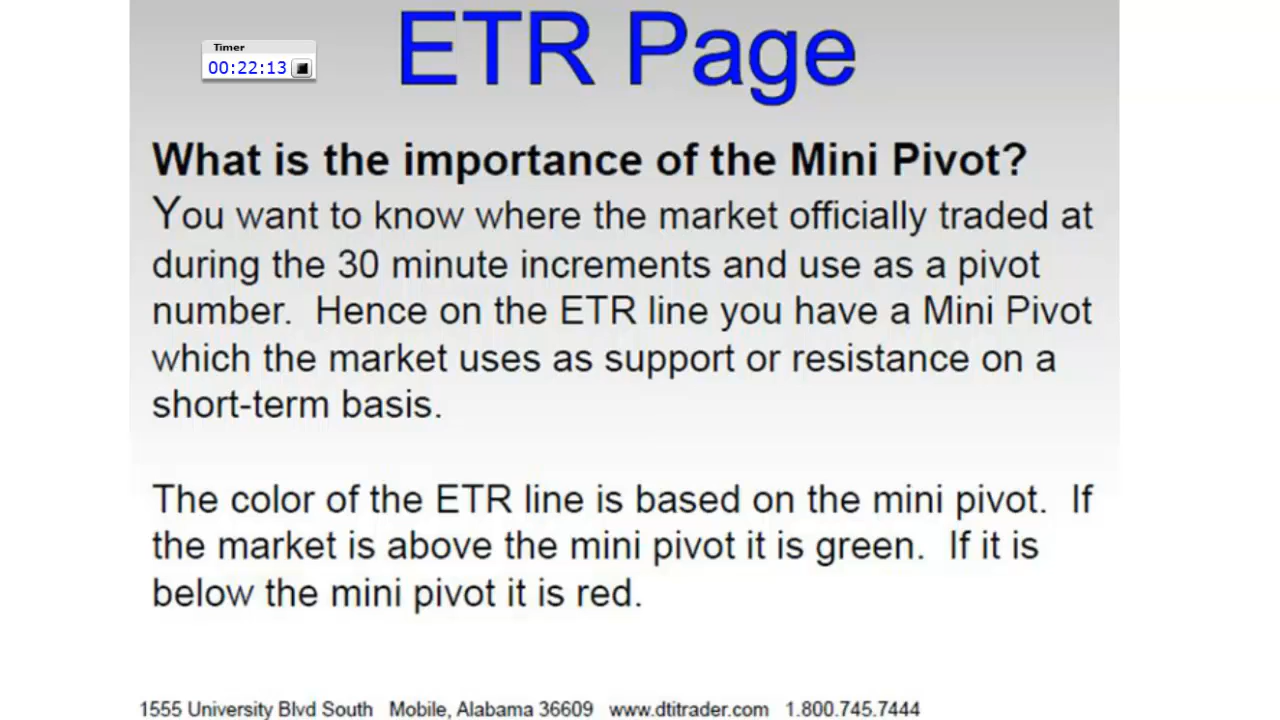 ETR Page
Timer
00:22:13
What is the importance of the Mini Pivot?
You want to know where the market officially traded at
during the 30 minute increments and use as a pivot
number.  Hence on the ETR line you have a Mini Pivot
which the market uses as support or resistance on a
short-term basis.
The color of the ETR line is based on the mini pivot.  If
the market is above the mini pivot it is green.  If it is
below the mini pivot it is red.
1555 University Blvd South   Mobile, Alabama 36609   www.dtitrader.com   1.800.745.7444